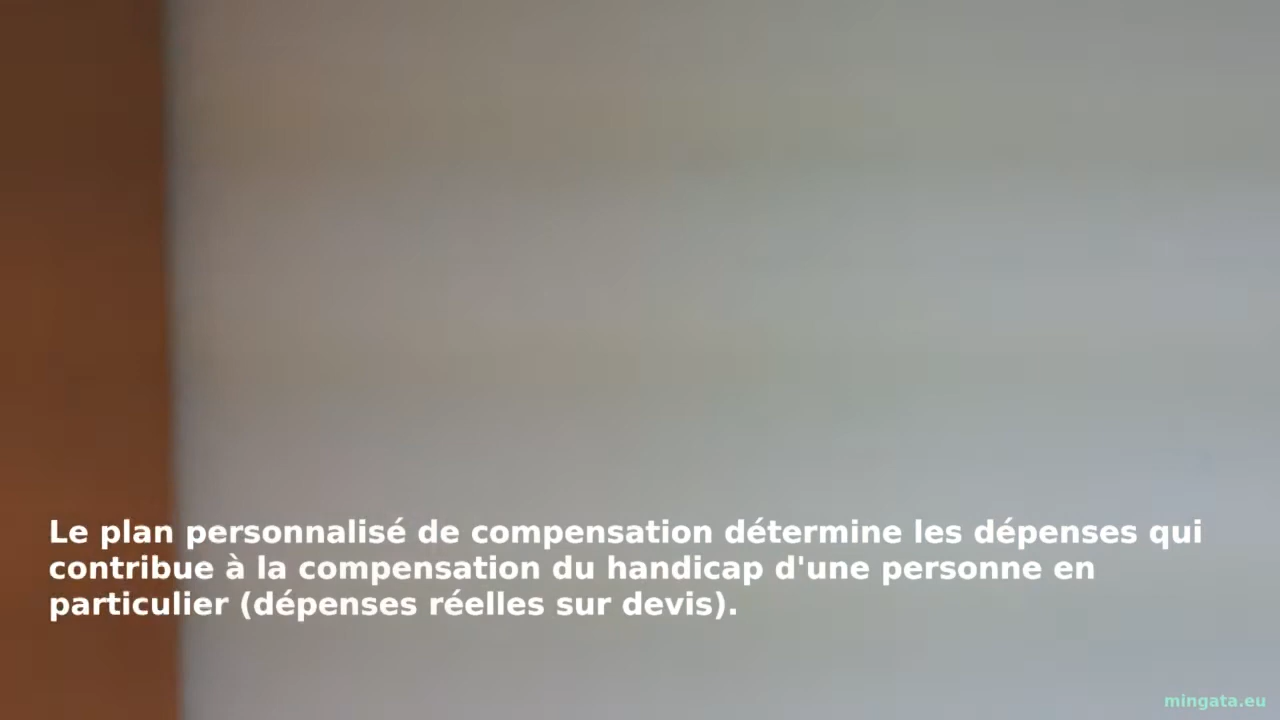 Le plan personnalisé de compensation détermine les dépenses qui
contribue à la compensation du handicap d'une personne en
particulier (dépenses réelles sur devis).
mingata.eu